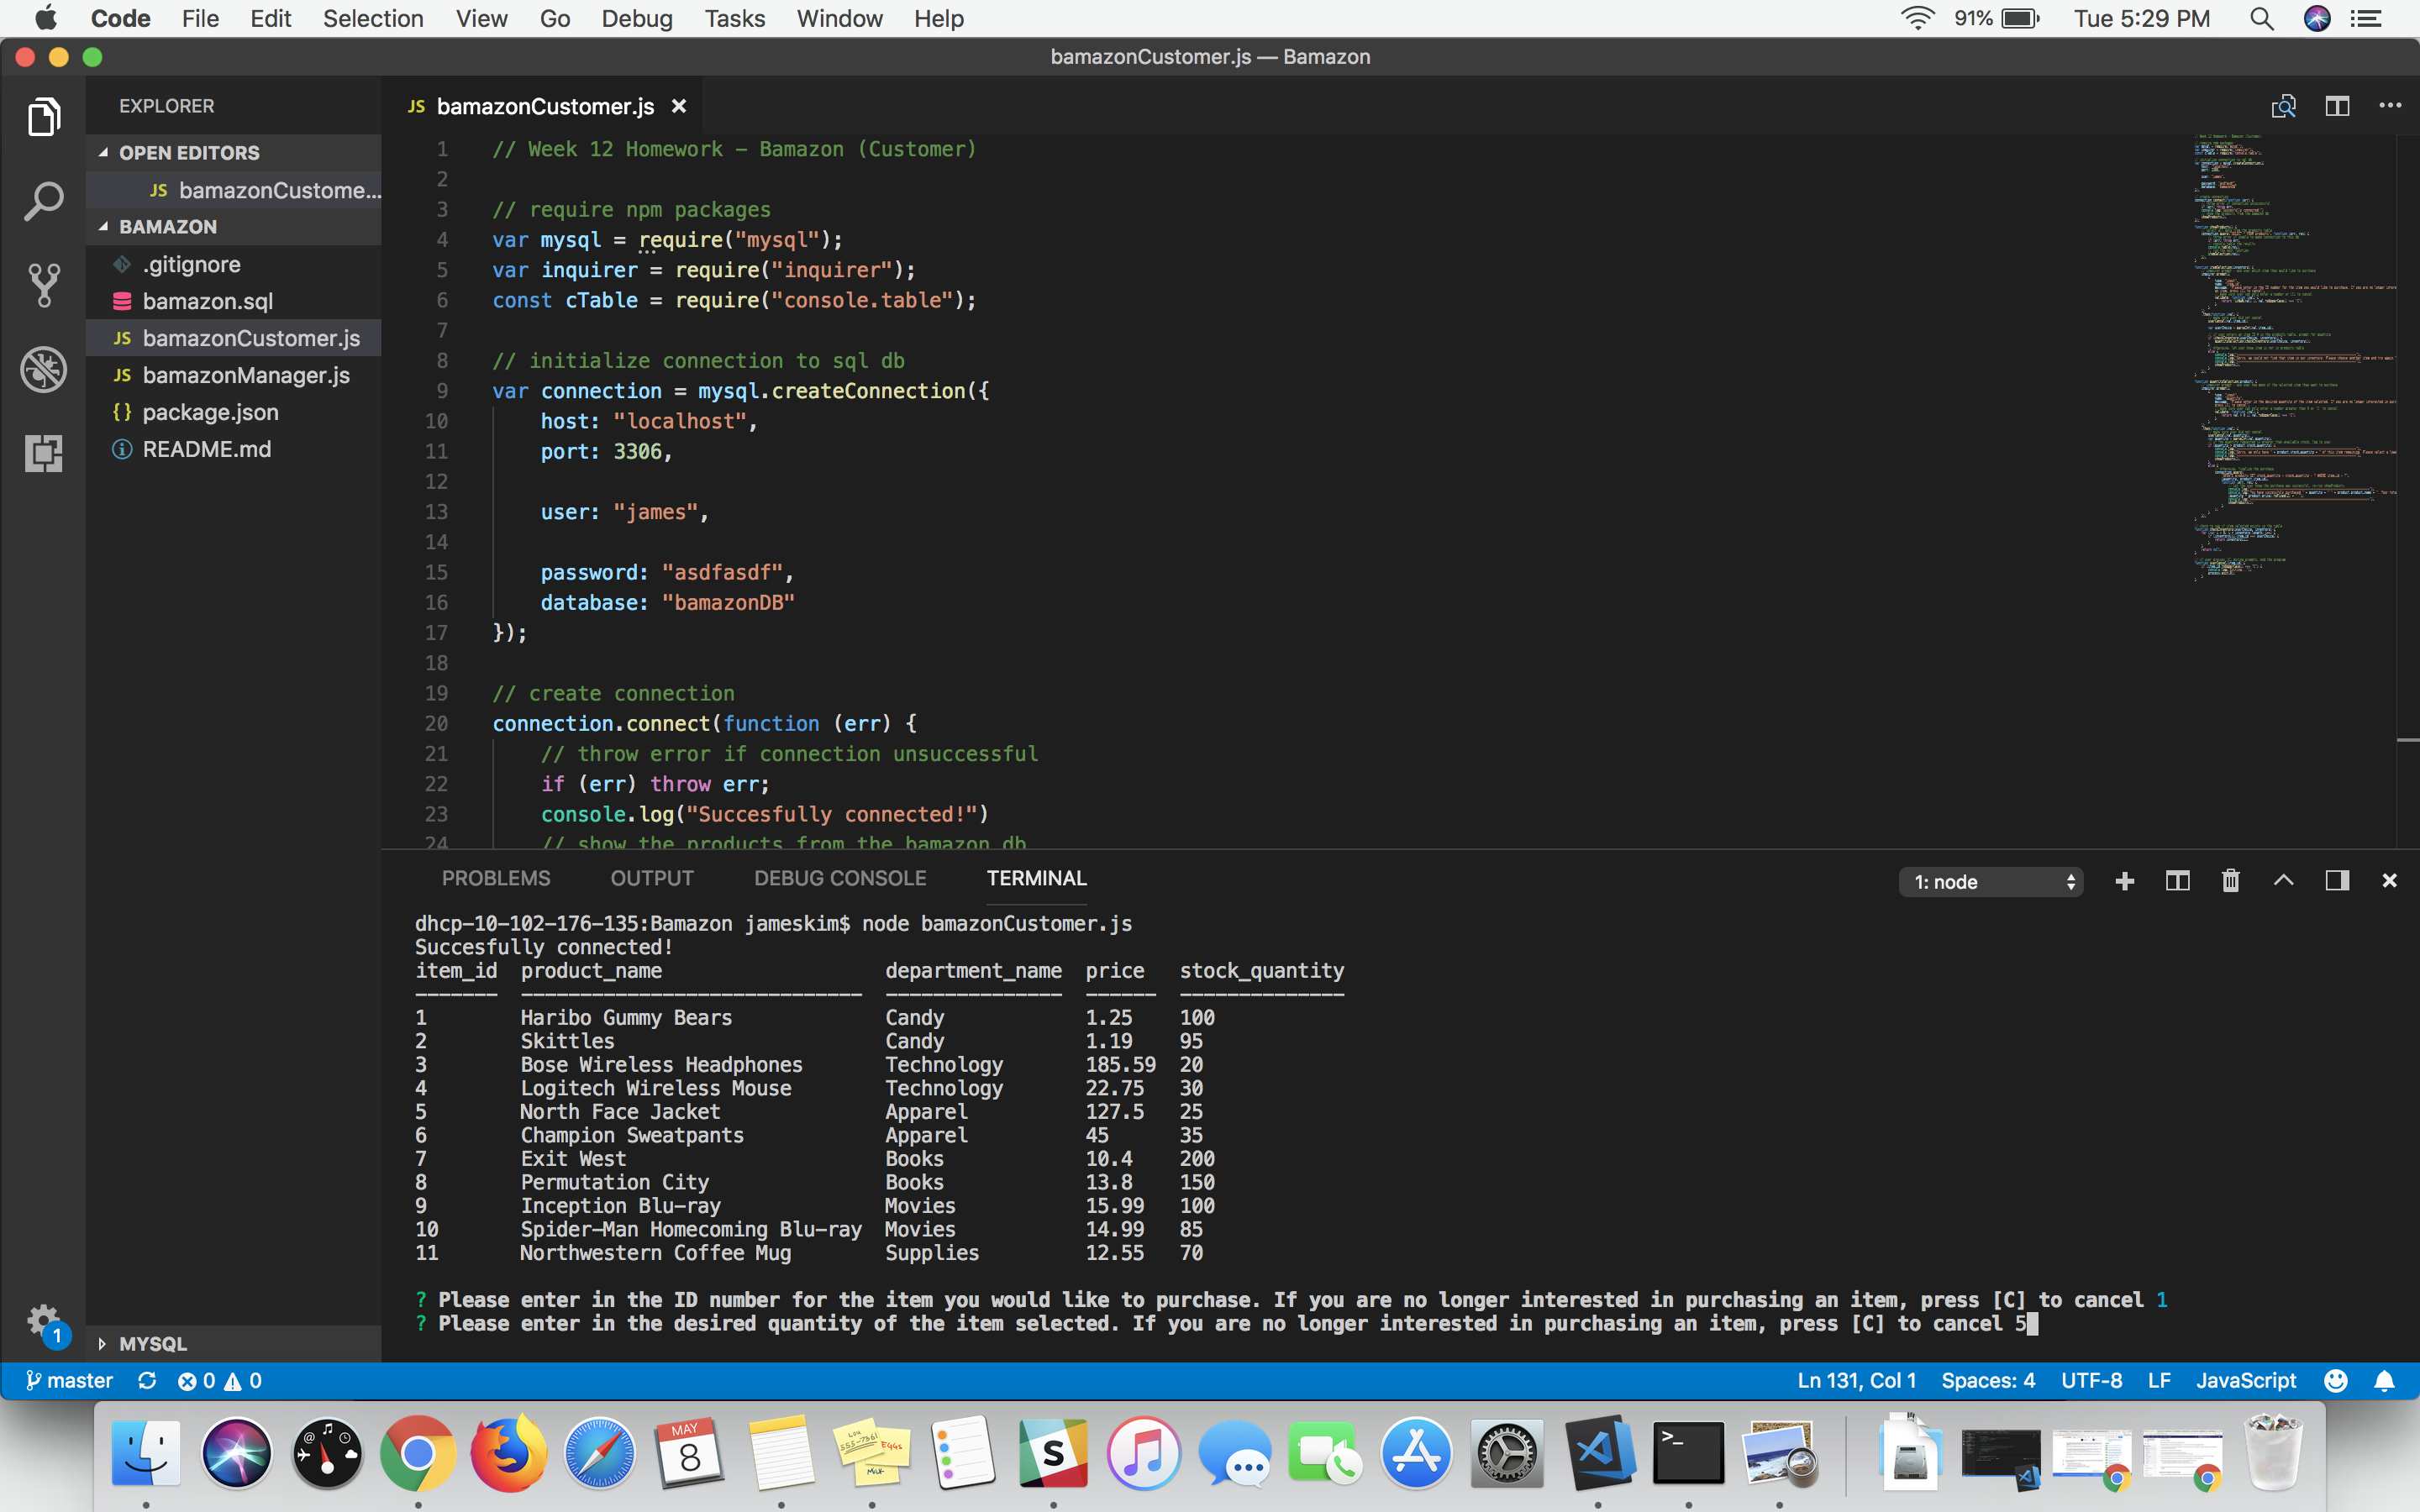 Code File Edit Selection View Go Debug Tasks Window Help 91% Tue 5:29 PM
bamazonCustomer.js — Bamazon
EXPLORER
OPEN EDITORS
JS bamazonCustome...
BAMAZON
.gitignore
bamazon.sql
JS bamazonCustomer.js
JS bamazonManager.js
{} package.json
README.md
MYSQL
1
JS bamazonCustomer.js
1 // Week 12 Homework - Bamazon (Customer)
2
3 // require npm packages
4 var mysql = require("mysql");
5 var inquirer = require("inquirer");
6 const cTable = require("console.table");
7
8 // initialize connection to sql db
9 var connection = mysql.createConnection({
10 host: "localhost",
11 port: 3306,
12
13 user: "james",
14
15 password: "asdfasdf",
16 database: "bamazonDB"
17 });
18
19 // create connection
20 connection.connect(function (err) {
21 // throw error if connection unsuccessful
22 if (err) throw err;
23 console.log("Succesfully connected!")
24 // show the products from the bamazon db
PROBLEMS OUTPUT DEBUG CONSOLE TERMINAL 1: node
dhcp-10-102-176-135:Bamazon jameskim$ node bamazonCustomer.js
Succesfully connected!
item_id product_name department_name price stock_quantity
------- ----------------------------- --------------- ------ --------------
1 Haribo Gummy Bears Candy 1.25 100
2 Skittles Candy 1.19 95
3 Bose Wireless Headphones Technology 185.59 20
4 Logitech Wireless Mouse Technology 22.75 30
5 North Face Jacket Apparel 127.5 25
6 Champion Sweatpants Apparel 45 35
7 Exit West Books 10.4 200
8 Permutation City Books 13.8 150
9 Inception Blu-ray Movies 15.99 100
10 Spider-Man Homecoming Blu-ray Movies 14.99 85
11 Northwestern Coffee Mug Supplies 12.55 70
? Please enter in the ID number for the item you would like to purchase. If you are no longer interested in purchasing an item, press [C] to cancel 1
? Please enter in the desired quantity of the item selected. If you are no longer interested in purchasing an item, press [C] to cancel 5
master 0 0 Ln 131, Col 1 Spaces: 4 UTF-8 LF JavaScript
MAY
8